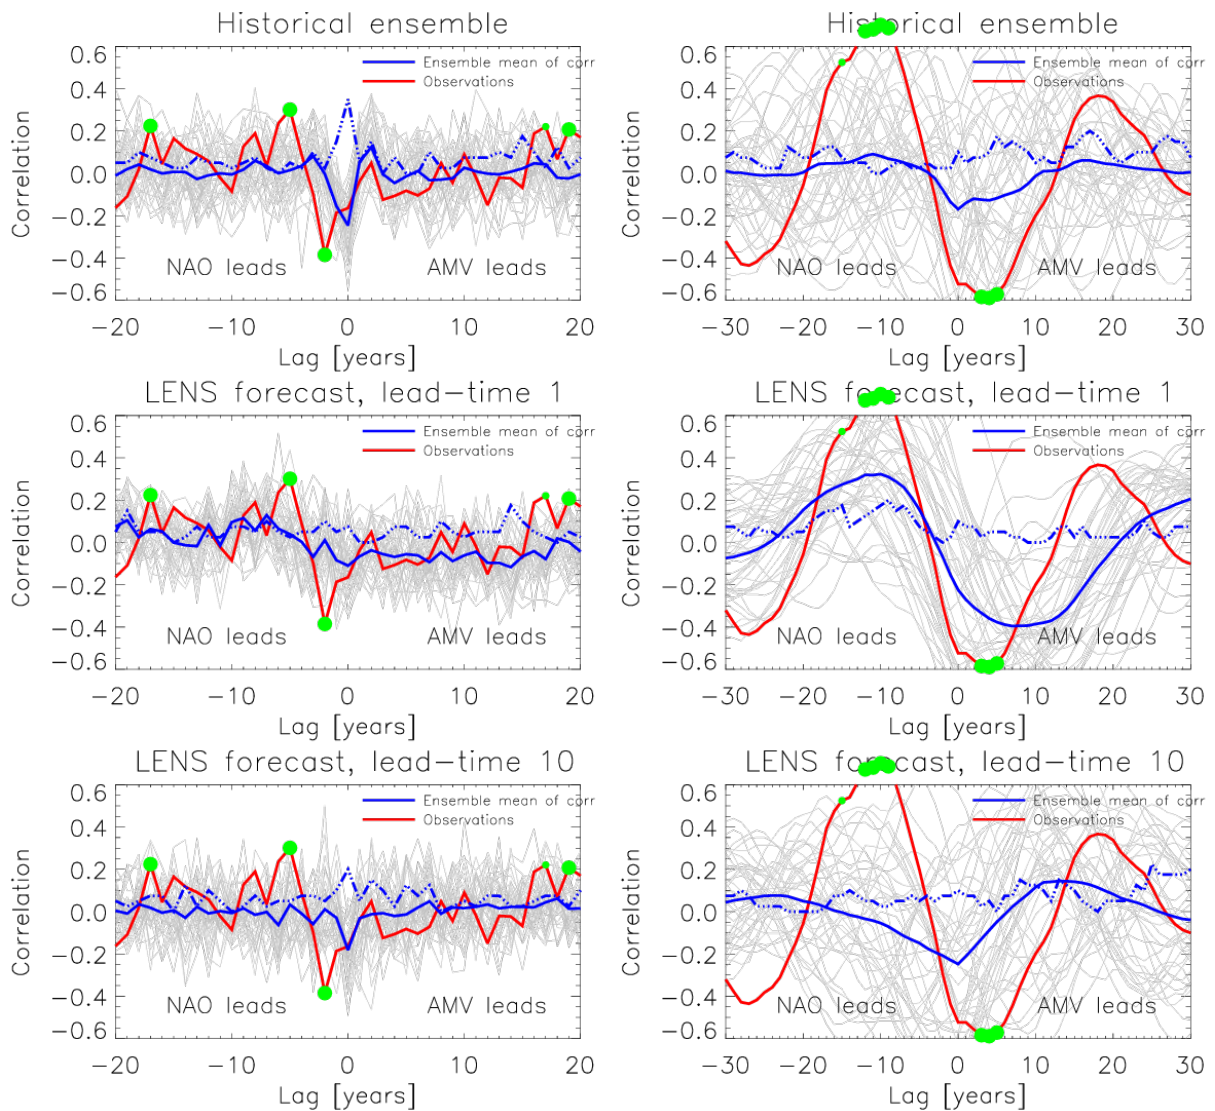 Historical ensemble
0.6
0.4
0.2
0.0
-0.2
-0.4
-0.6
Correlation
Ensemble mean of corr
Observations
NAO leads
AMV leads
-20
-10
0
10
20
Lag [years]
Historical ensemble
0.6
0.4
0.2
0.0
-0.2
-0.4
-0.6
Correlation
Ensemble mean of corr
Observations
NAO leads
AMV leads
-30
-20
-10
0
10
20
30
Lag [years]
LENS forecast, lead-time 1
0.6
0.4
0.2
0.0
-0.2
-0.4
-0.6
Correlation
Ensemble mean of corr
Observations
NAO leads
AMV leads
-20
-10
0
10
20
Lag [years]
LENS forecast, lead-time 1
0.6
0.4
0.2
0.0
-0.2
-0.4
-0.6
Correlation
Ensemble mean of corr
Observations
NAO leads
AMV leads
-30
-20
-10
0
10
20
30
Lag [years]
LENS forecast, lead-time 10
0.6
0.4
0.2
0.0
-0.2
-0.4
-0.6
Correlation
Ensemble mean of corr
Observations
NAO leads
AMV leads
-20
-10
0
10
20
Lag [years]
LENS forecast, lead-time 10
0.6
0.4
0.2
0.0
-0.2
-0.4
-0.6
Correlation
Ensemble mean of corr
Observations
NAO leads
AMV leads
-30
-20
-10
0
10
20
30
Lag [years]